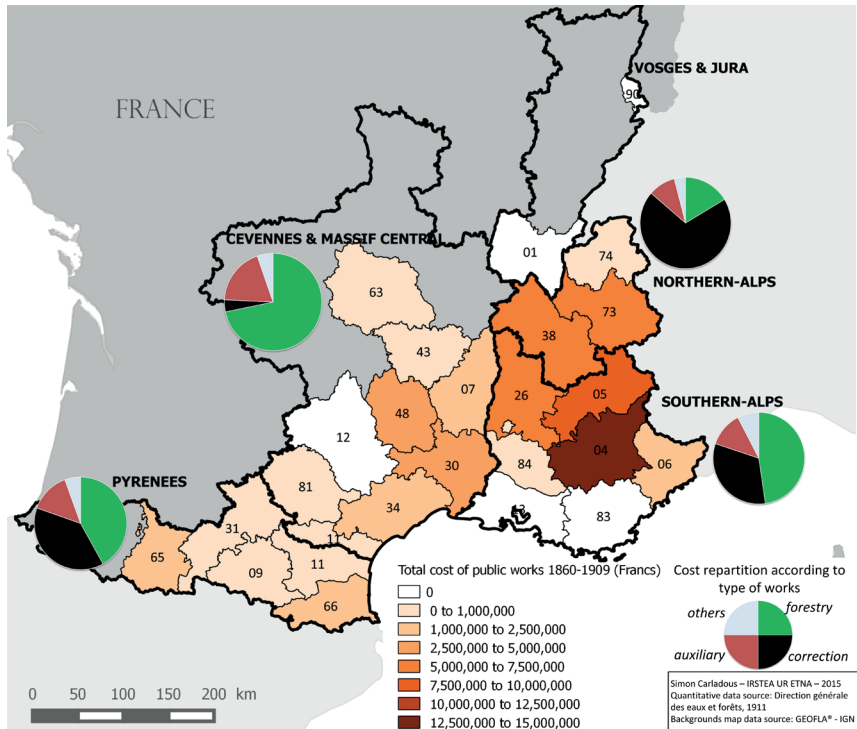 VOSGES & JURA
90
FRANCE
CEVENNES & MASSIF CENTRAL
01
74
NORTHERN-ALPS
63
73
38
43
07
26
05
SOUTHERN-ALPS
48
12
04
30
84
06
PYRENEES
81
34
83
31
11
65
09
11
66
Total cost of public works 1860-1909 (Francs)
0
0 to 1,000,000
1,000,000 to 2,500,000
2,500,000 to 5,000,000
5,000,000 to 7,500,000
7,500,000 to 10,000,000
10,000,000 to 12,500,000
12,500,000 to 15,000,000
Cost repartition according to
type of works
others
forestry
auxiliary
correction
0 50 100 150 200 km
Simon Carladous – IRSTEA UR ETNA – 2015
Quantitative data source: Direction générale
des eaux et forêts, 1911
Backgrounds map data source: GEOFLA® - IGN